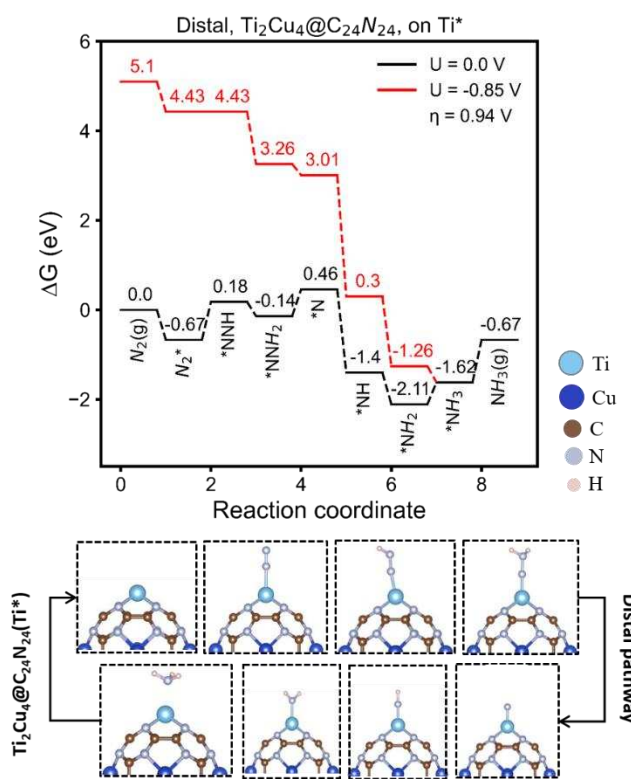 Distal, Ti₂Cu₄@C₂₄N₂₄, on Ti*
U = 0.0 V
U = -0.85 V
η = 0.94 V
ΔG (eV)
6
4
2
0
−2
5.1
4.43
4.43
3.26
3.01
0.3
-1.26
0.0
-0.67
0.18
-0.14
0.46
-1.4
-2.11
-1.62
-0.67
N₂(g)
N₂*
*NNH
*NNH₂
*N
*NH
*NH₂
*NH₃
NH₃(g)
0
2
4
6
8
Reaction coordinate
Ti
Cu
C
N
H
Ti₂Cu₄@C₂₄N₂₄(Ti*)
Distal pathway